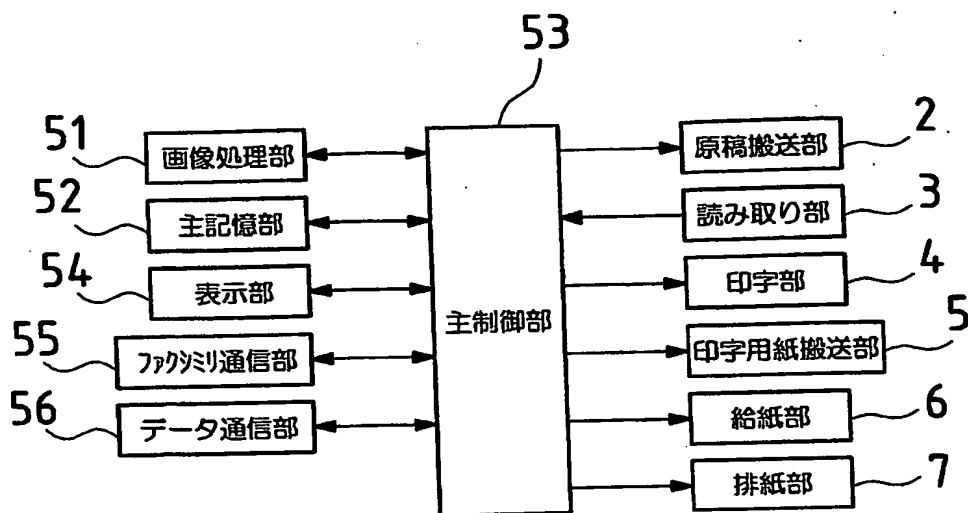 53
51
画像処理部
52
主記憶部
54
表示部
55
ファクシミリ通信部
56
データ通信部
主制御部
原稿搬送部
2
読み取り部
3
印字部
4
印字用紙搬送部
5
給紙部
6
排紙部
7